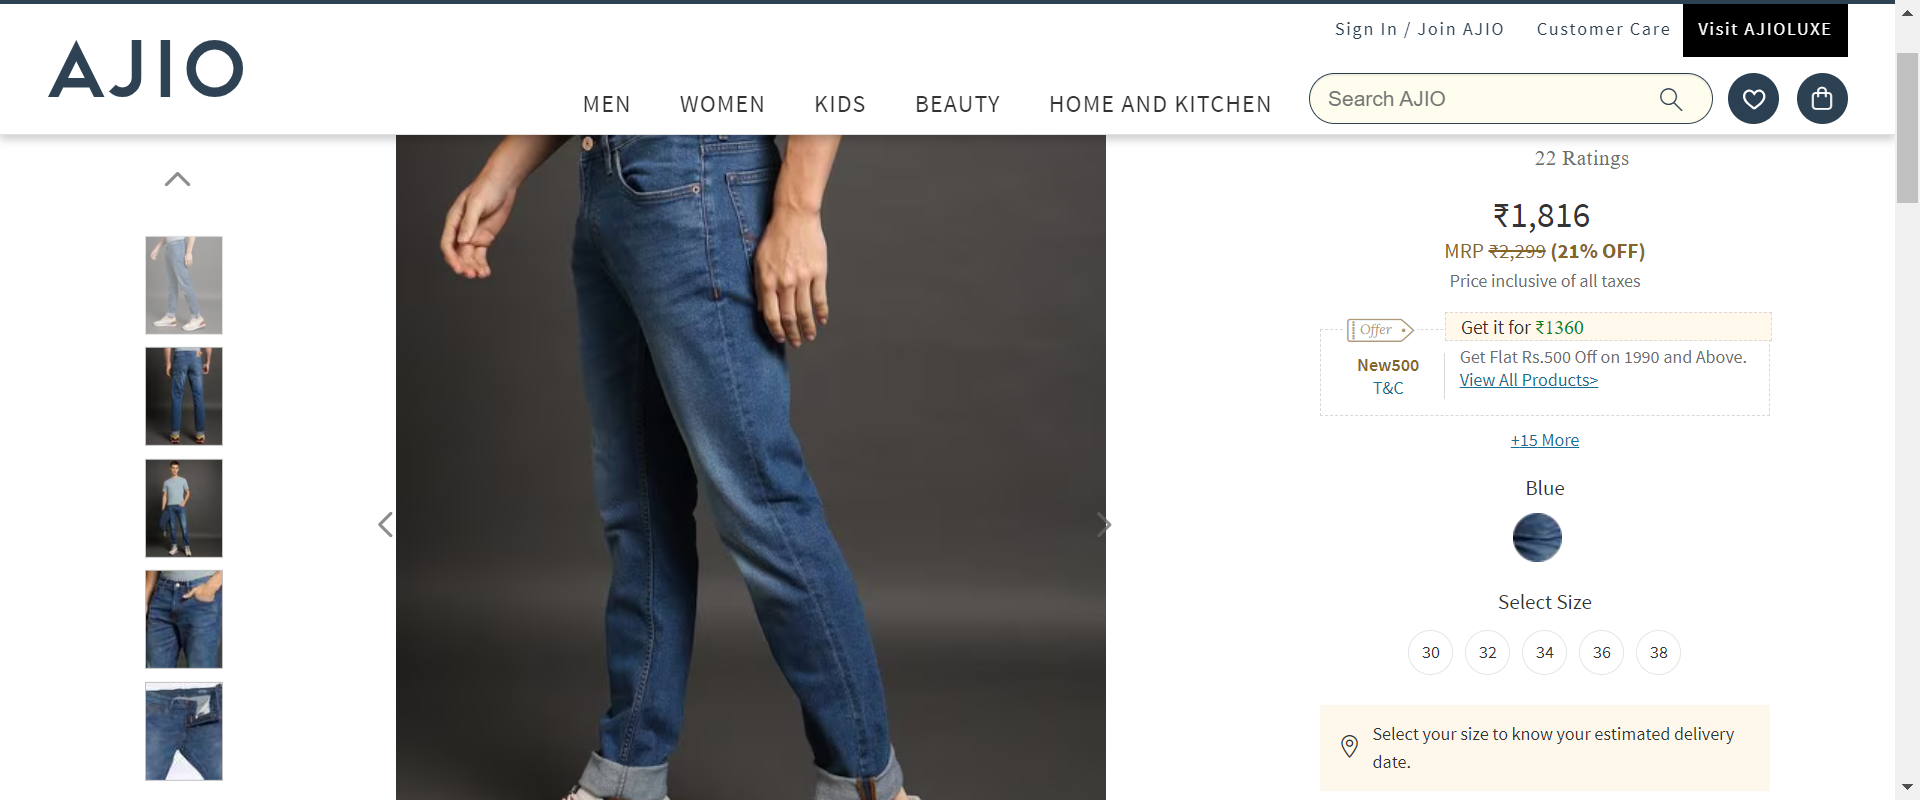 Sign In / Join AJIO
Customer Care
Visit AJIOLUXE
AJIO
MEN
WOMEN
KIDS
BEAUTY
HOME AND KITCHEN
Search AJIO
22 Ratings
₹1,816
MRP ₹2,299 (21% OFF)
Price inclusive of all taxes
Offer
Get it for ₹1360
New500
T&C
Get Flat Rs.500 Off on 1990 and Above.
View All Products>
+15 More
Blue
Select Size
30 32 34 36 38
Select your size to know your estimated delivery
date.